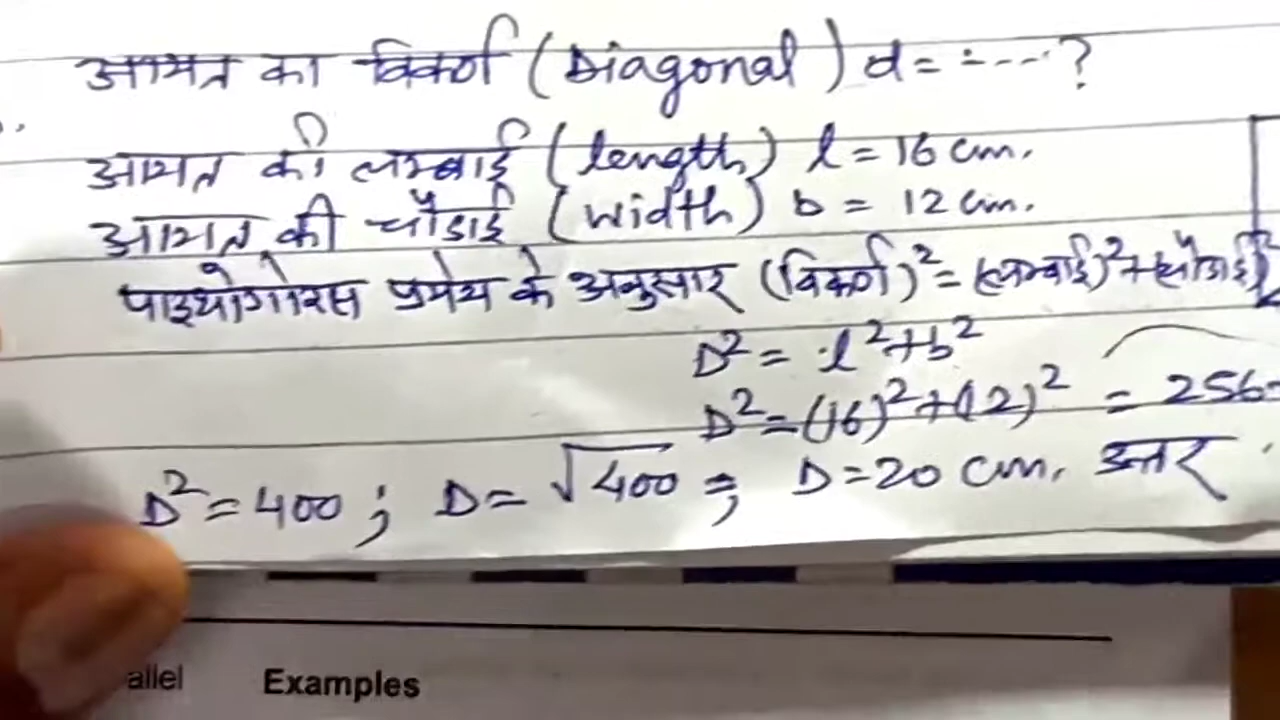 आयत का विकर्ण (Diagonal) d = ----?
आयत की लम्बाई (length) l = 16 cm.
आयत की चौडाई (width) b = 12 cm.
पाइथोगोरस प्रमेय के अनुसार (विकर्ण)² = (लम्बाई)² + (चौडाई)²
D² = l² + b²
D² = (16)² + (12)² = 256
D² = 400 ; D = √400 = ; D = 20 cm. उत्तर
allel Examples